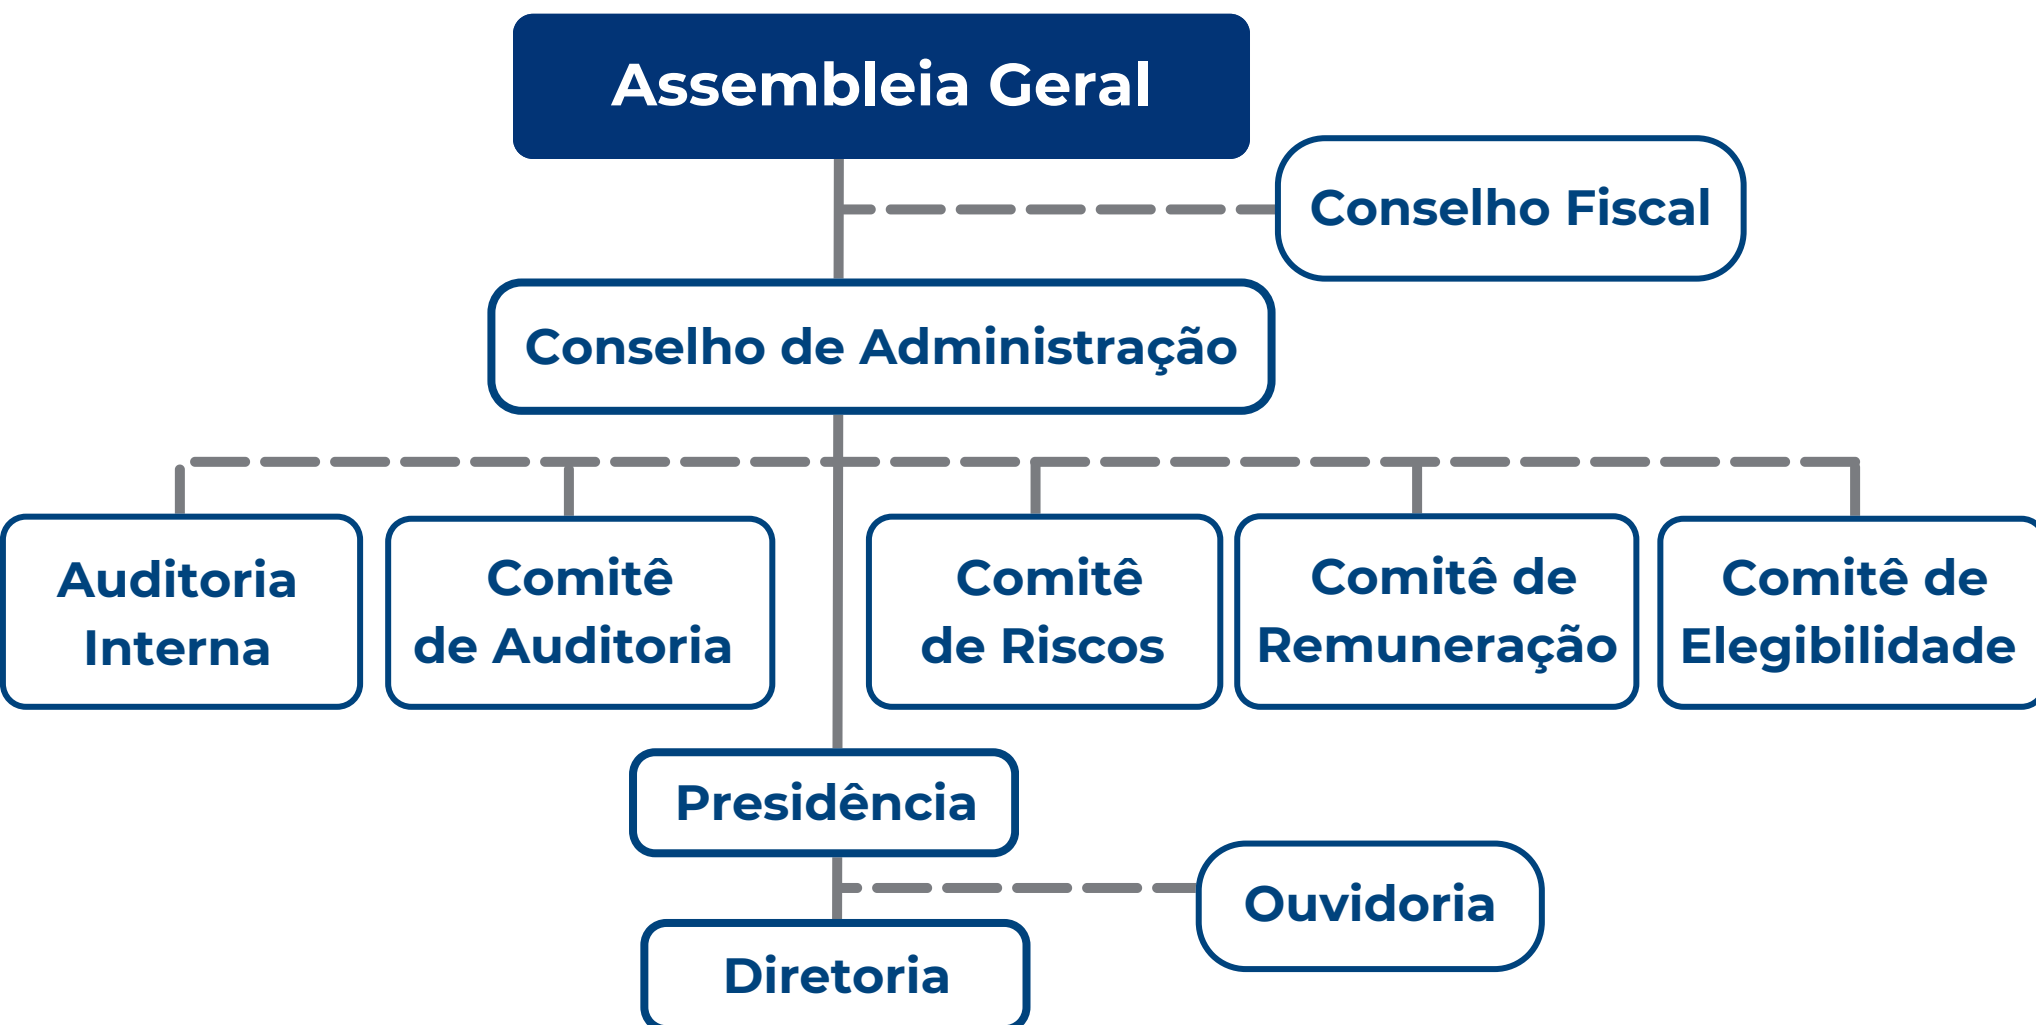 Assembleia Geral
Conselho Fiscal
Conselho de Administração
Auditoria
Interna
Comitê
de Auditoria
Comitê
de Riscos
Comitê de
Remuneração
Comitê de
Elegibilidade
Presidência
Ouvidoria
Diretoria